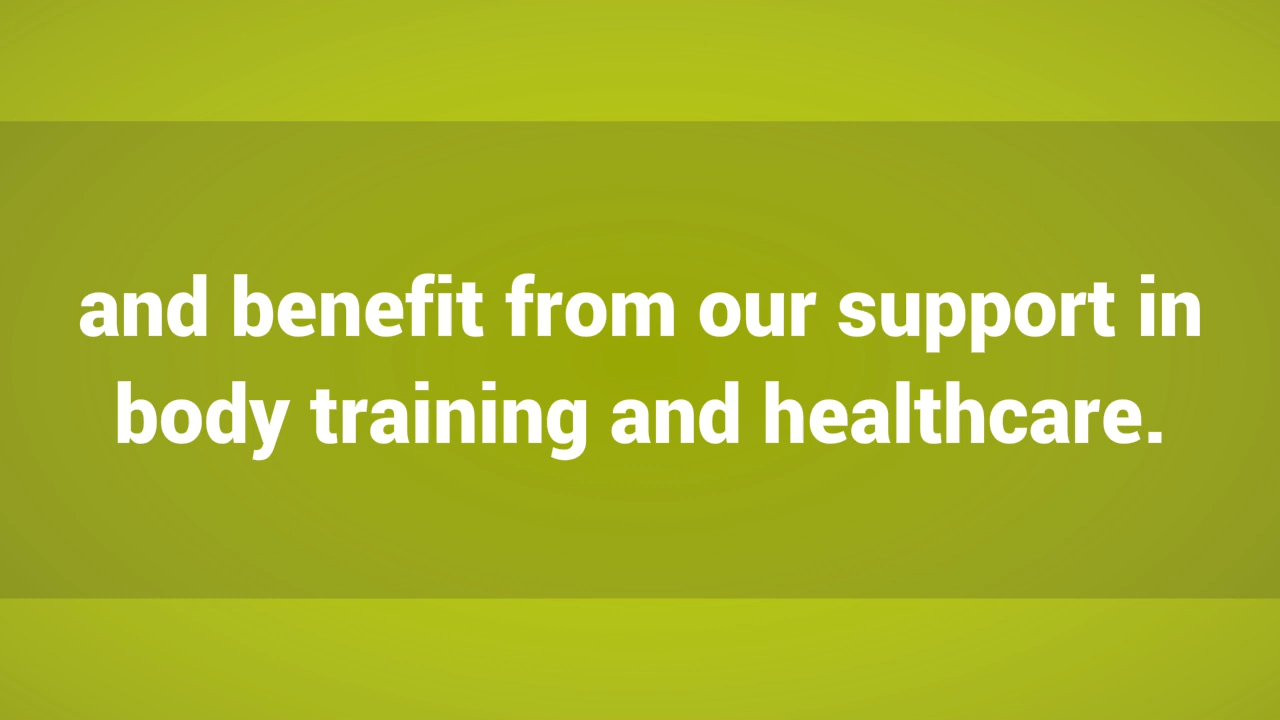 and benefit from our support in
body training and healthcare.